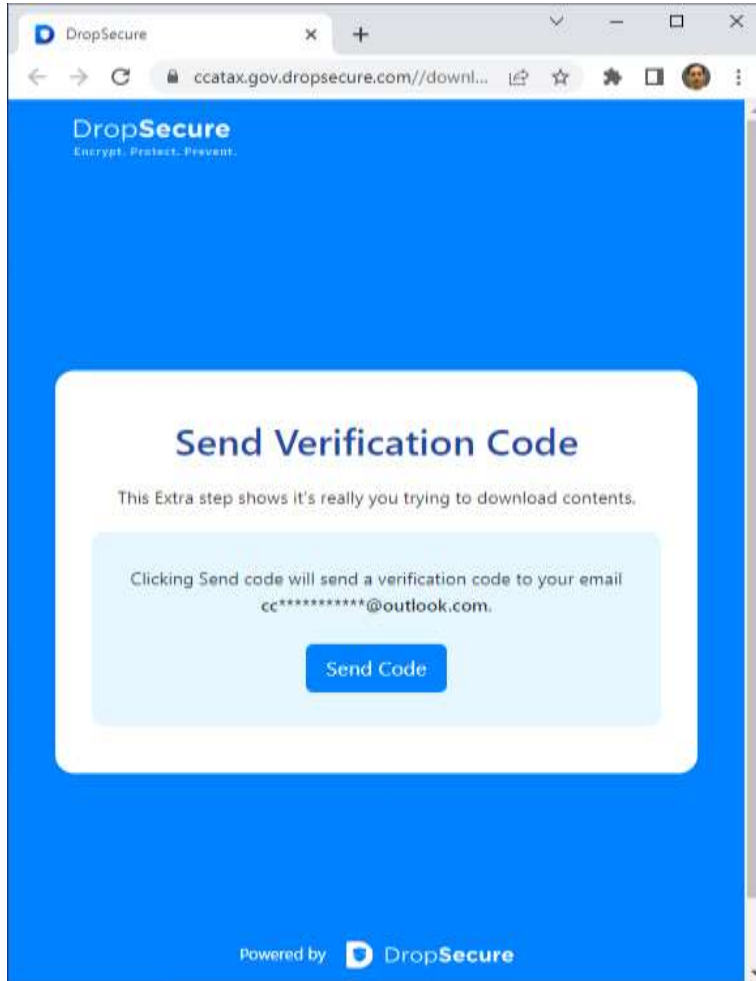 DropSecure
ccatax.gov.dropsecure.com//downl...
DropSecure
Encrypt. Protect. Prevent.
Send Verification Code
This Extra step shows it's really you trying to download contents.
Clicking Send code will send a verification code to your email
cc***********@outlook.com.
Send Code
Powered by DropSecure